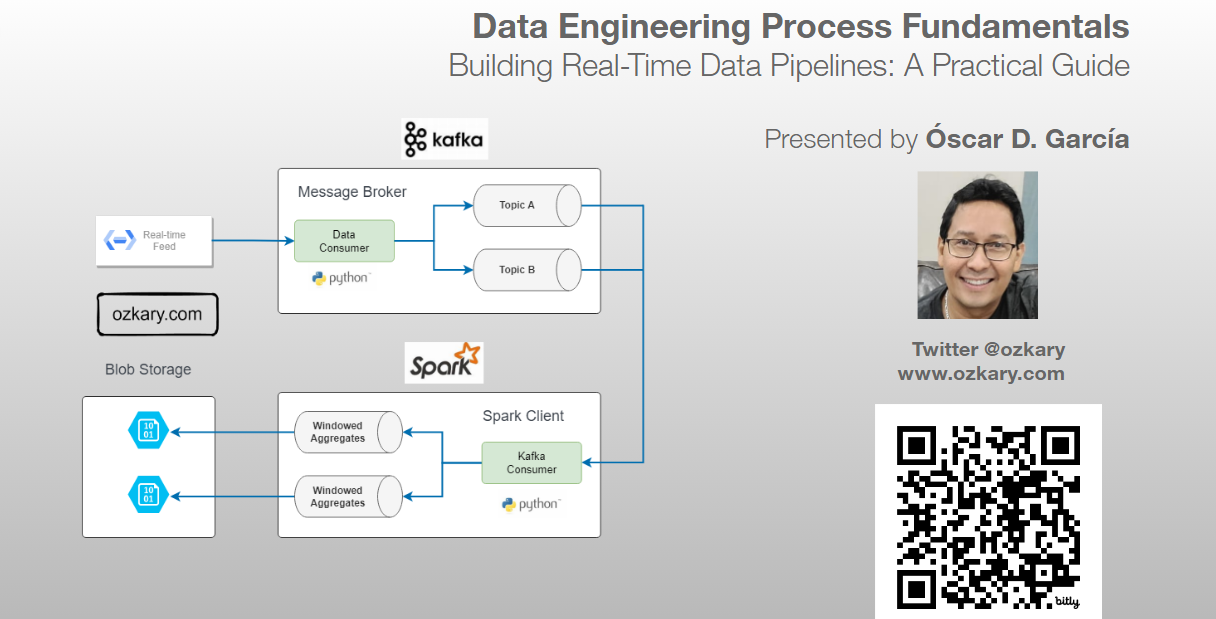 Data Engineering Process Fundamentals
Building Real-Time Data Pipelines: A Practical Guide
Presented by Óscar D. García
kafka
Message Broker
Topic A
Real-time
Feed
Data
Consumer
Topic B
python
ozkary.com
Twitter @ozkary
www.ozkary.com
Blob Storage
Spark
Spark Client
Windowed
Aggregates
10
01
Kafka
Consumer
Windowed
Aggregates
10
01
python
bitly